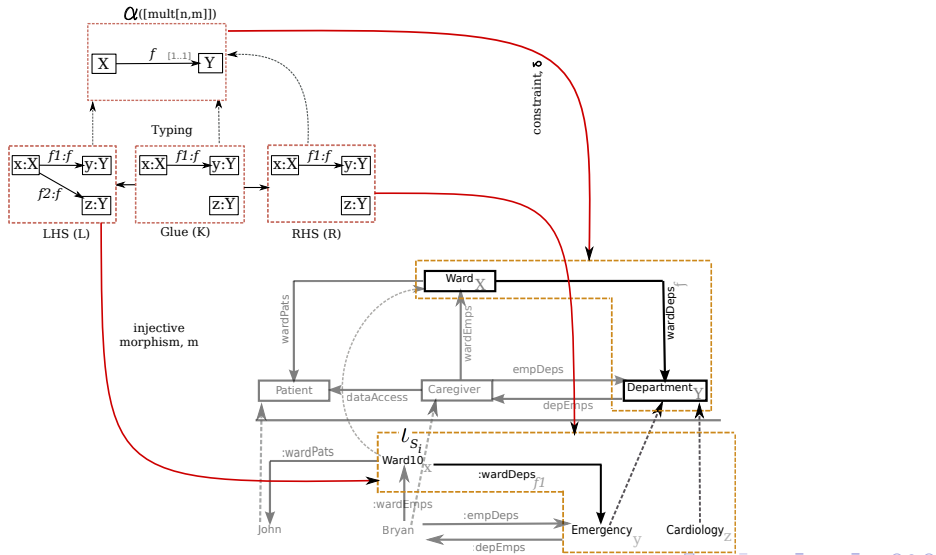 α([mult[n,m]])
X f [1..1] Y
constraint, δ
Typing
x:X f1:f y:Y
f2:f z:Y
x:X f1:f y:Y
z:Y
x:X f1:f y:Y
z:Y
LHS (L) Glue (K) RHS (R)
injective
morphism, m
Ward X
wardPats
wardEmps
wardDeps f
empDeps
Patient
dataAccess
Caregiver
depEmps
Department Y
ιSi
:wardPats
Ward10 x
:wardDeps
f1
:wardEmps
John
Bryan
:empDeps
:depEmps
Emergency y
Cardiology z